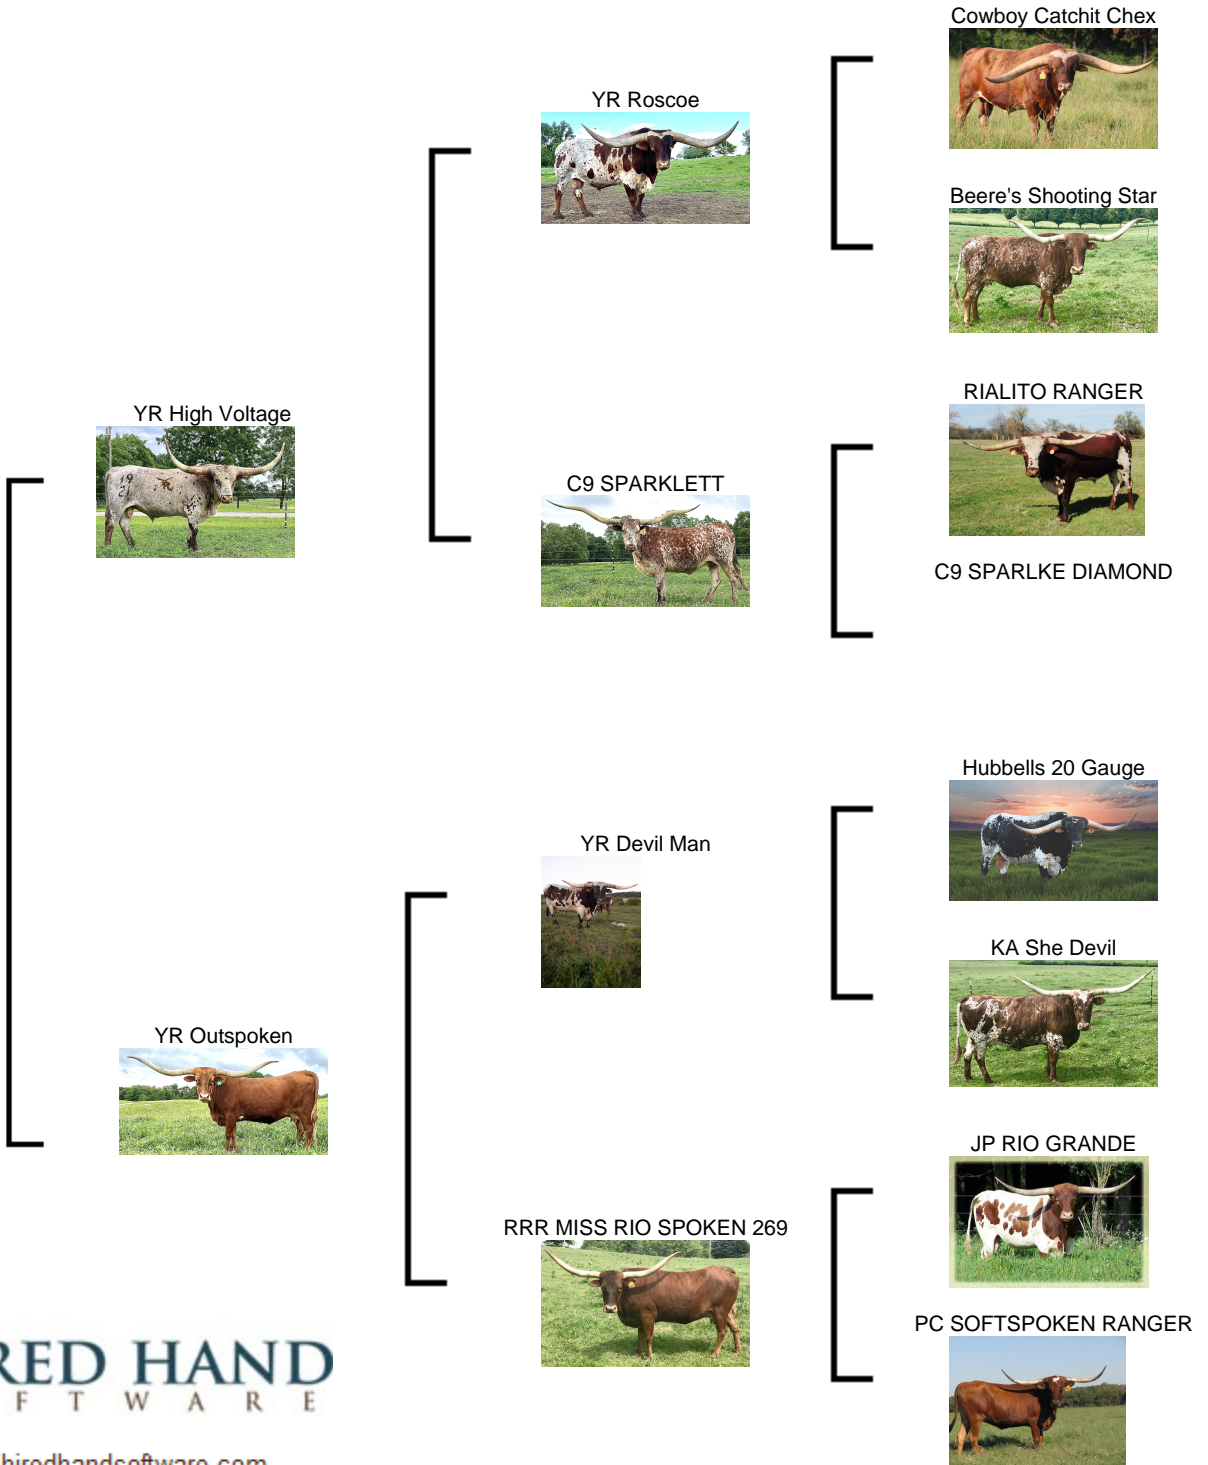 Cowboy Catchit Chex
YR Roscoe
Beere's Shooting Star
RIALITO RANGER
YR High Voltage
C9 SPARKLETT
C9 SPARLKE DIAMOND
Hubbells 20 Gauge
YR Devil Man
KA She Devil
YR Outspoken
JP RIO GRANDE
RRR MISS RIO SPOKEN 269
PC SOFTSPOKEN RANGER
RED HAND
F T W A R E
hiredhandsoftware.com